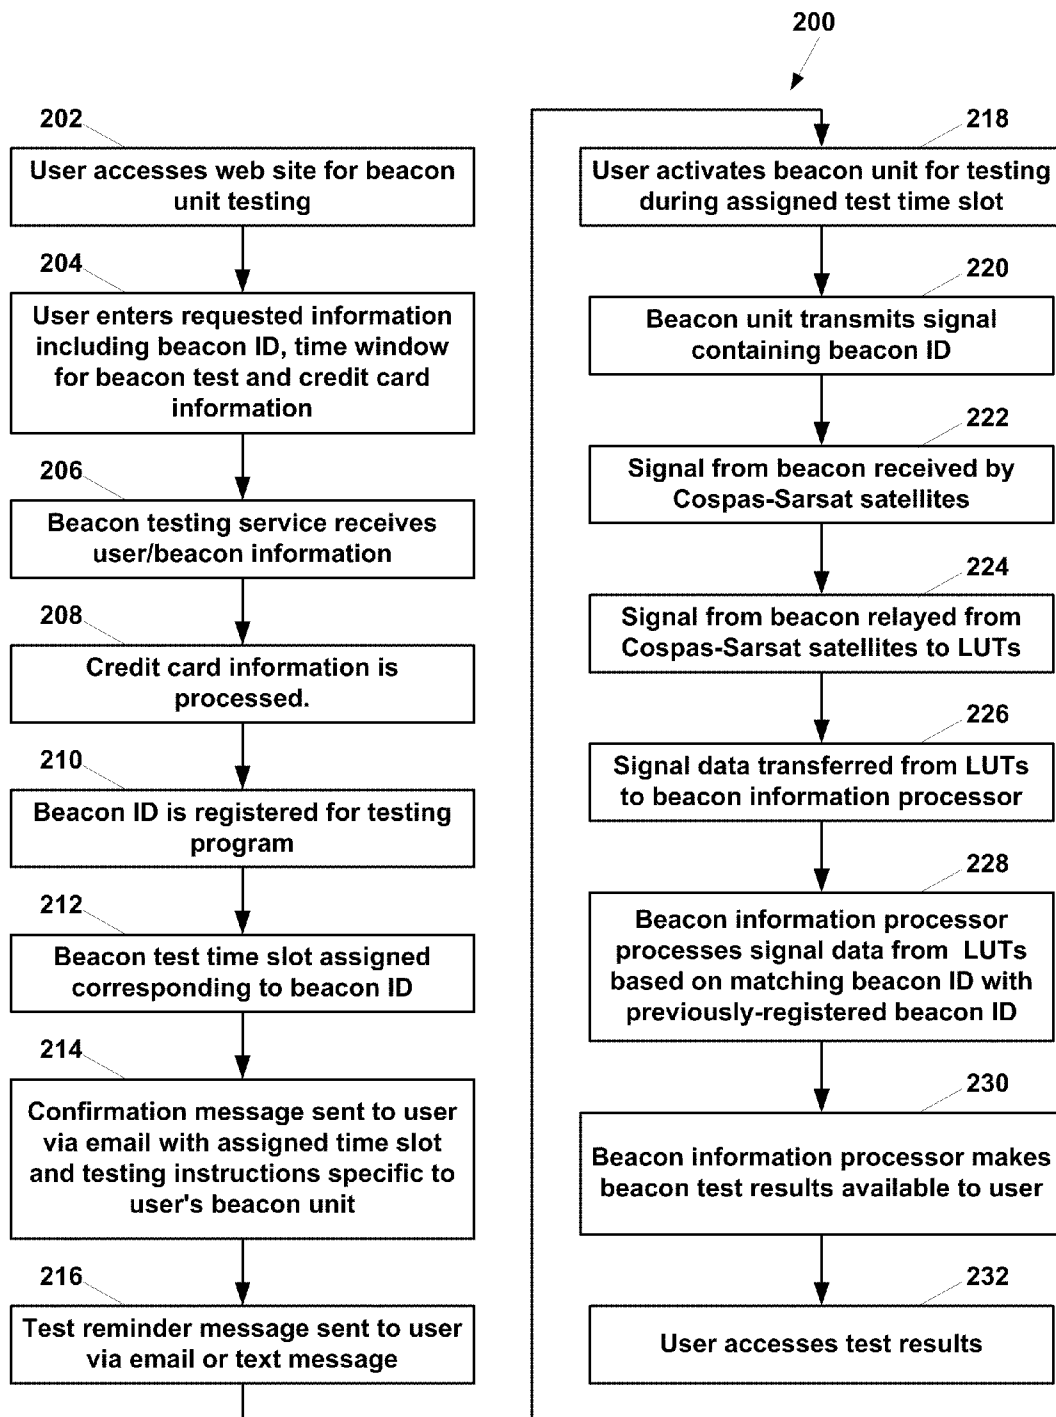 200
202
User accesses web site for beacon
unit testing
204
User enters requested information
including beacon ID, time window
for beacon test and credit card
information
206
Beacon testing service receives
user/beacon information
208
Credit card information is
processed.
210
Beacon ID is registered for testing
program
212
Beacon test time slot assigned
corresponding to beacon ID
214
Confirmation message sent to user
via email with assigned time slot
and testing instructions specific to
user's beacon unit
216
Test reminder message sent to user
via email or text message
218
User activates beacon unit for testing
during assigned test time slot
220
Beacon unit transmits signal
containing beacon ID
222
Signal from beacon received by
Cospas-Sarsat satellites
224
Signal from beacon relayed from
Cospas-Sarsat satellites to LUTs
226
Signal data transferred from LUTs
to beacon information processor
228
Beacon information processor
processes signal data from LUTs
based on matching beacon ID with
previously-registered beacon ID
230
Beacon information processor makes
beacon test results available to user
232
User accesses test results